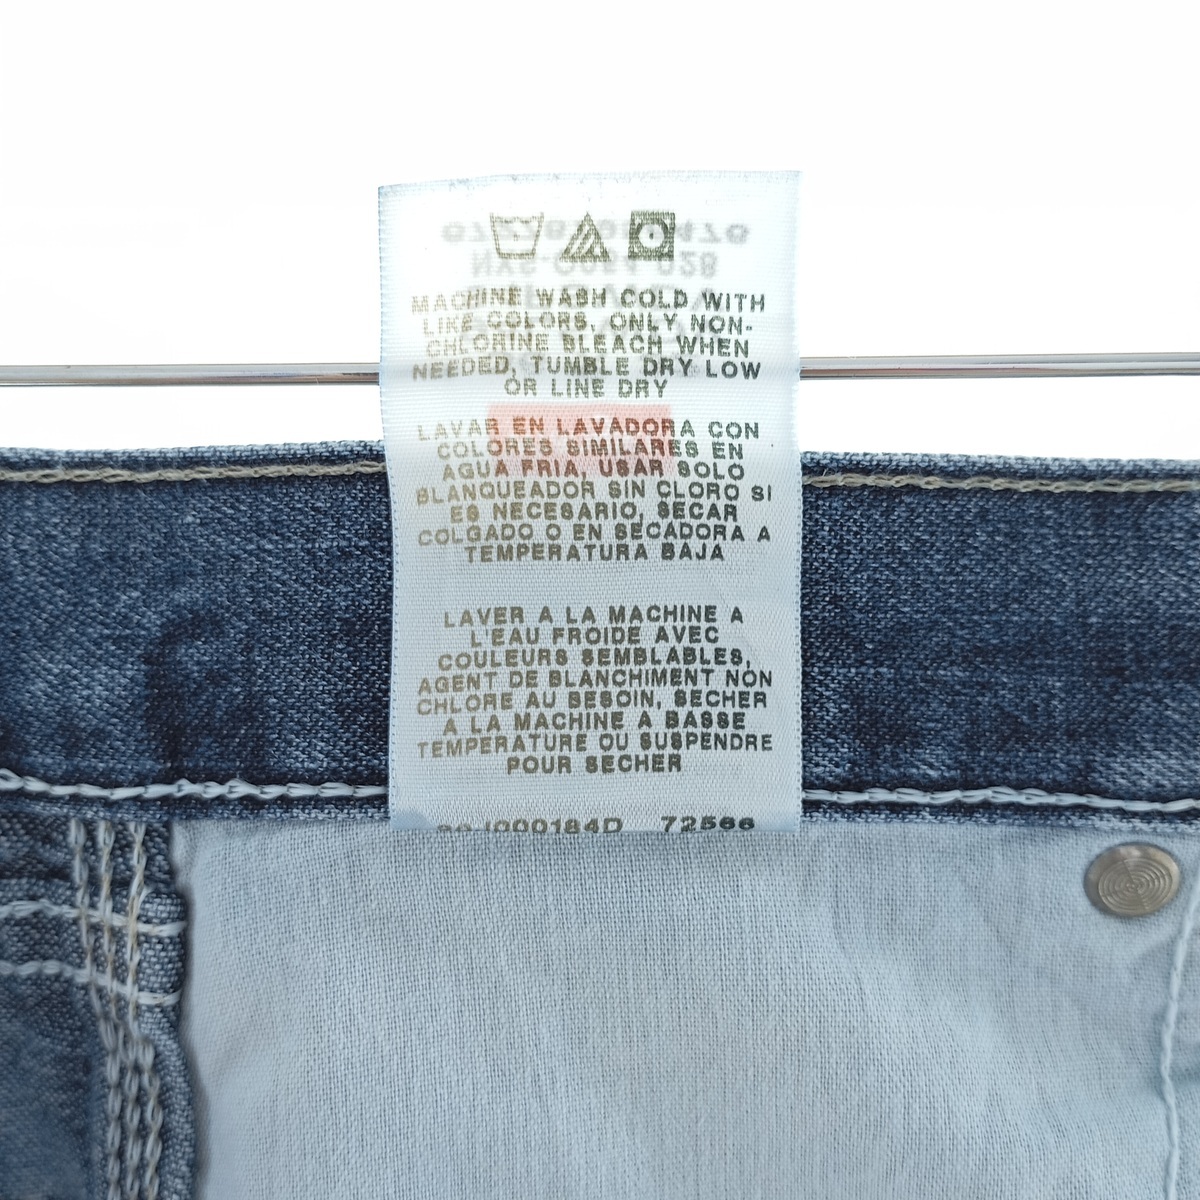 MACHINE WASH COLD WITH
LIKE COLORS, ONLY NON-
CHLORINE BLEACH WHEN
NEEDED, TUMBLE DRY LOW
OR LINE DRY
LAVAR EN LAVADORA CON
COLORES SIMILARES EN
AGUA FRIA, USAR SOLO
BLANQUEADOR SIN CLORO SI
ES NECESARIO, SECAR
COLGADO O EN SECADORA A
TEMPERATURA BAJA
LAVER A LA MACHINE A
L'EAU FROIDE AVEC
COULEURS SEMBLABLES,
AGENT DE BLANCHIMENT NON
CHLORE AU BESOIN, SECHER
A LA MACHINE A BASSE
TEMPERATURE OU SUSPENDRE
POUR SECHER
72566